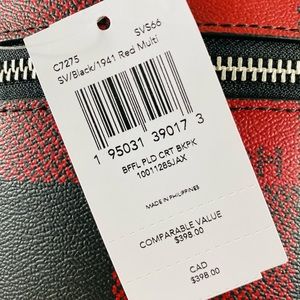 C7275 SVS66
SV/Black/1941 Red Multi
1 95031 39017 3
BFFL PLD CRT BKPK
1001128SJAX
MADE IN PHILIPPINES
COMPARABLE VALUE
$398.00
CAD
$398.00